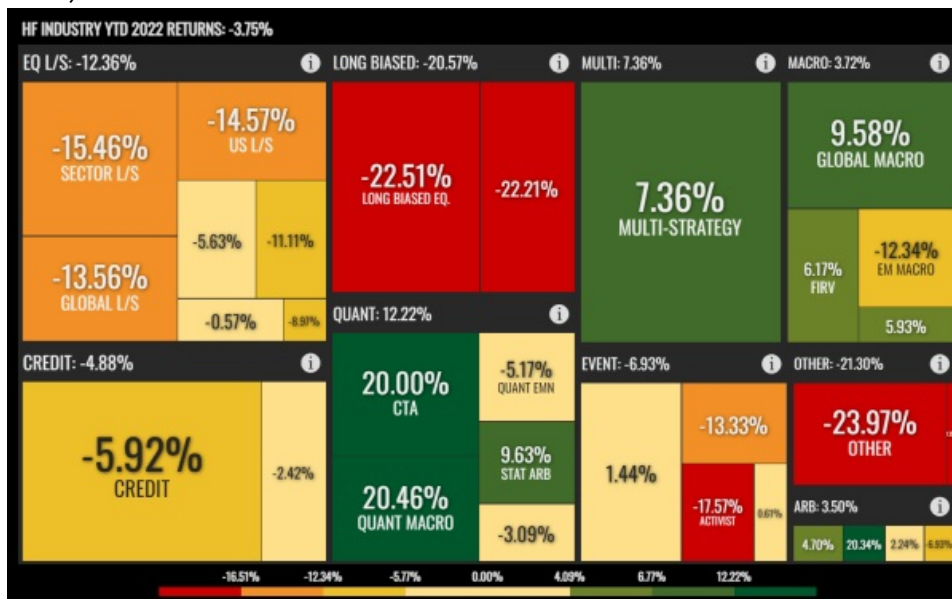 HF INDUSTRY YTD 2022 RETURNS: -3.75%
EQ L/S: -12.36%
-15.46%
SECTOR L/S
-14.57%
US L/S
-5.63%
-11.11%
-13.56%
GLOBAL L/S
-0.57%
-8.97%
LONG BIASED: -20.57%
-22.51%
LONG BIASED EQ.
-22.21%
MULTI: 7.36%
7.36%
MULTI-STRATEGY
MACRO: 3.72%
9.58%
GLOBAL MACRO
6.17%
FIRV
-12.34%
EM MACRO
5.93%
CREDIT: -4.88%
-5.92%
CREDIT
-2.42%
QUANT: 12.22%
20.00%
CTA
-5.17%
QUANT EMN
9.63%
STAT ARB
20.46%
QUANT MACRO
-3.09%
EVENT: -6.93%
1.44%
-13.33%
-17.57%
ACTIVIST
0.61%
OTHER: -21.30%
-23.97%
OTHER
ARB: 3.50%
4.70%
20.34%
2.24%
-6.92%
-16.51% -12.34% -5.77% 0.00% 4.09% 6.77% 12.22%